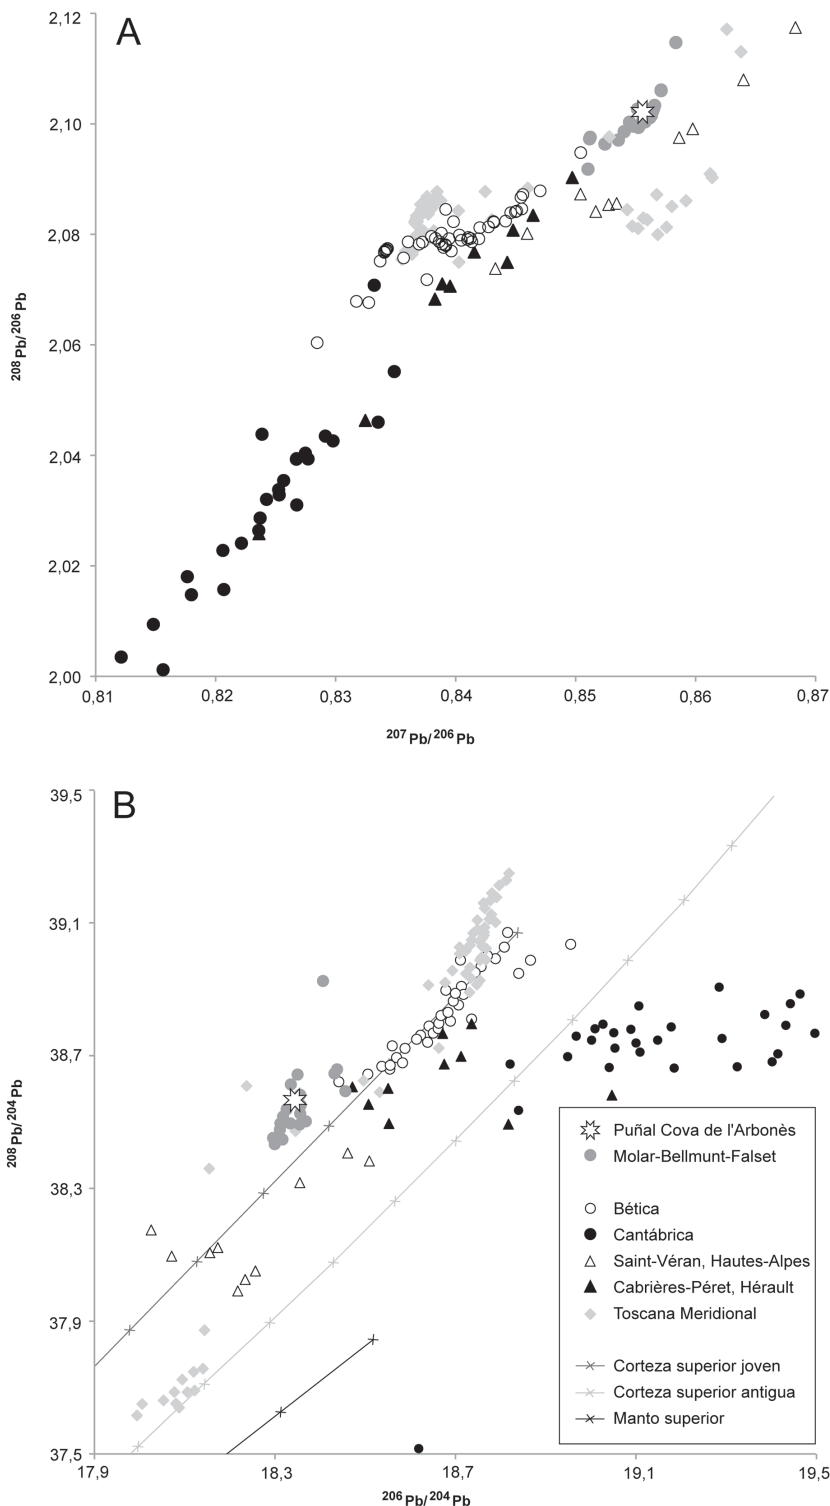 A
2,12
2,10
2,08
2,06
2,04
2,02
2,00
208Pb/206Pb
0,81 0,82 0,83 0,84 0,85 0,86 0,87
207Pb/206Pb
B
39,5
39,1
38,7
38,3
37,9
37,5
208Pb/204Pb
Puñal Cova de l'Arbonès
Molar-Bellmunt-Falset
Bética
Cantábrica
Saint-Véran, Hautes-Alpes
Cabrières-Péret, Hérault
Toscana Meridional
Corteza superior joven
Corteza superior antigua
Manto superior
17,9 18,3 18,7 19,1 19,5
206Pb/204Pb